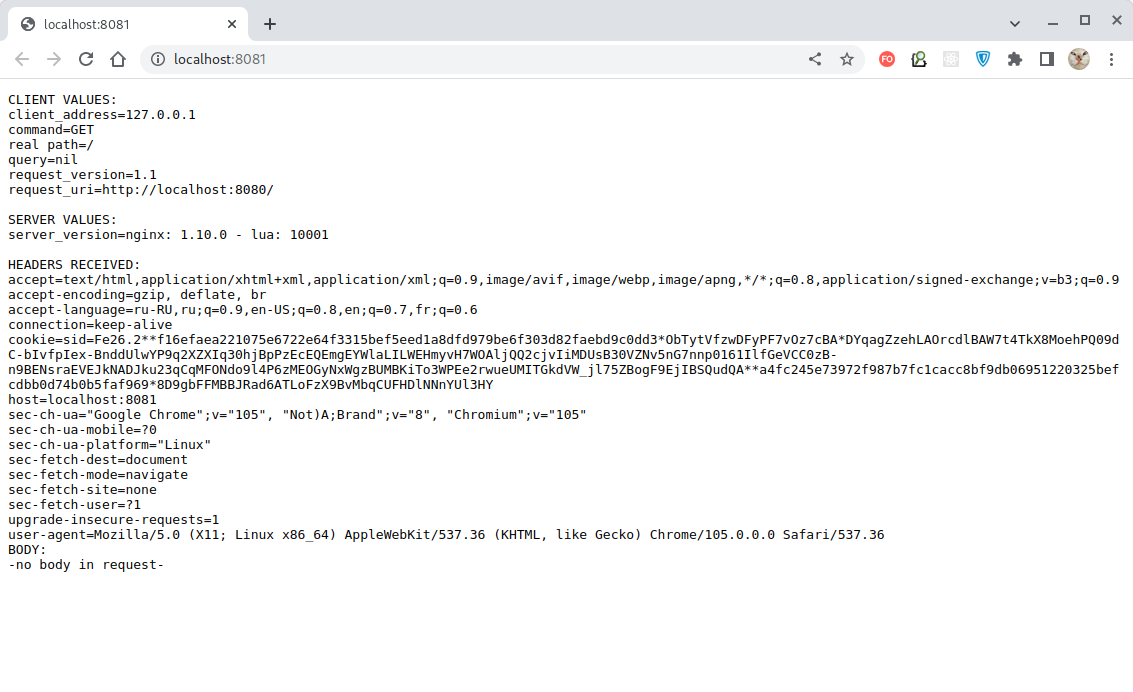 localhost:8081
localhost:8081
FO
CLIENT VALUES:
client_address=127.0.0.1
command=GET
real path=/
query=nil
request_version=1.1
request_uri=http://localhost:8080/
SERVER VALUES:
server_version=nginx: 1.10.0 - lua: 10001
HEADERS RECEIVED:
accept=text/html,application/xhtml+xml,application/xml;q=0.9,image/avif,image/webp,image/apng,*/*;q=0.8,application/signed-exchange;v=b3;q=0.9
accept-encoding=gzip, deflate, br
accept-language=ru-RU,ru;q=0.9,en-US;q=0.8,en;q=0.7,fr;q=0.6
connection=keep-alive
cookie=sid=Fe26.2**f16efaea221075e6722e64f3315bef5eed1a8dfd979be6f303d82faebd9c0dd3*ObTytVfzwDFyPF7vOz7cBA*DYqagZzehLAOrcdlBAW7t4TkX8MoehPQ09d
C-bIvfpIex-BnddUlwYP9q2XZXIq30hjBpPzEcEQEmgEYWlaLILWEHmyvH7WOAljQQ2cjvIiMDUsB30VZNv5nG7nnp0161IlfGeVCC0zB-
n9BENsraEVEJkNADJku23qCqMFONdo9l4P6zMEOGyNxWgzBUMBKiTo3WPEe2rwueUMITGkdVW_jl75ZBogF9EjIBSQudQA**a4fc245e73972f987b7fc1cacc8bf9db06951220325bef
cdbb0d74b0b5faf969*8D9gbFFMBBJRad6ATLoFzX9BvMbqCUFHDlNNnYUl3HY
host=localhost:8081
sec-ch-ua="Google Chrome";v="105", "Not)A;Brand";v="8", "Chromium";v="105"
sec-ch-ua-mobile=?0
sec-ch-ua-platform="Linux"
sec-fetch-dest=document
sec-fetch-mode=navigate
sec-fetch-site=none
sec-fetch-user=?1
upgrade-insecure-requests=1
user-agent=Mozilla/5.0 (X11; Linux x86_64) AppleWebKit/537.36 (KHTML, like Gecko) Chrome/105.0.0.0 Safari/537.36
BODY:
-no body in request-